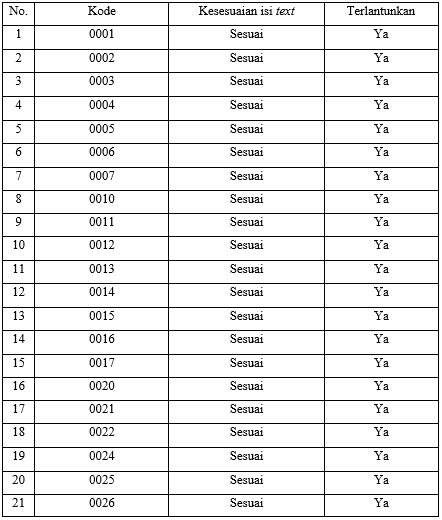 No. Kode Kesesuaian isi text Terlantunkan
1 0001 Sesuai Ya
2 0002 Sesuai Ya
3 0003 Sesuai Ya
4 0004 Sesuai Ya
5 0005 Sesuai Ya
6 0006 Sesuai Ya
7 0007 Sesuai Ya
8 0010 Sesuai Ya
9 0011 Sesuai Ya
10 0012 Sesuai Ya
11 0013 Sesuai Ya
12 0014 Sesuai Ya
13 0015 Sesuai Ya
14 0016 Sesuai Ya
15 0017 Sesuai Ya
16 0020 Sesuai Ya
17 0021 Sesuai Ya
18 0022 Sesuai Ya
19 0024 Sesuai Ya
20 0025 Sesuai Ya
21 0026 Sesuai Ya